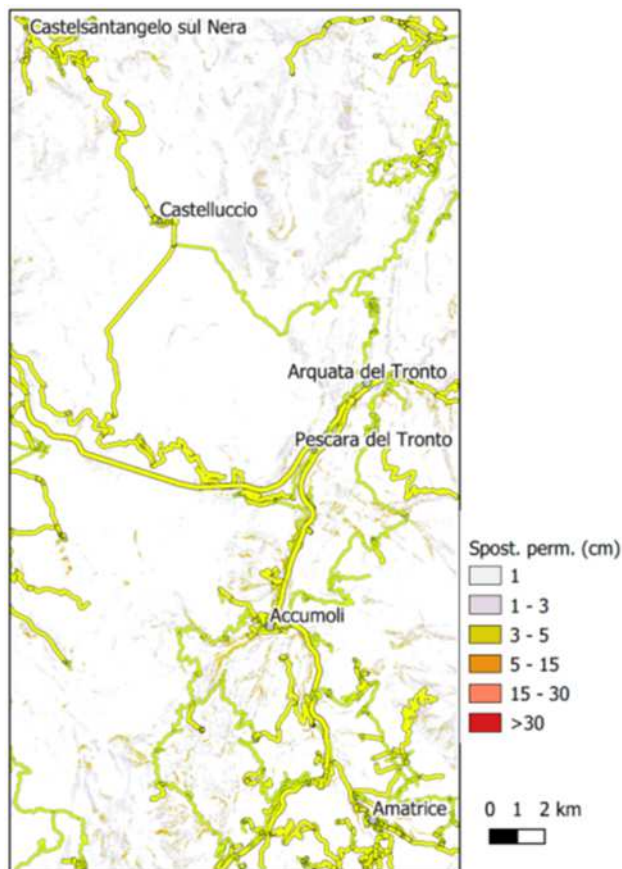 Castelsantangelo sul Nera
Castelluccio
Arquata del Tronto
Pescara del Tronto
Accumoli
Amatrice
Spost. perm. (cm)
1
1 - 3
3 - 5
5 - 15
15 - 30
>30
0 1 2 km